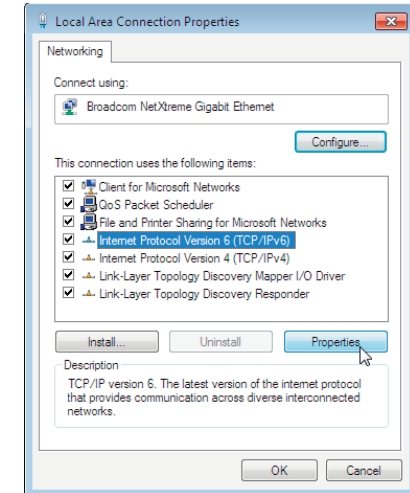 Local Area Connection Properties
Networking
Connect using:
Broadcom NetXtreme Gigabit Ethernet
Configure...
This connection uses the following items:
Client for Microsoft Networks
QoS Packet Scheduler
File and Printer Sharing for Microsoft Networks
Internet Protocol Version 6 (TCP/IPv6)
Internet Protocol Version 4 (TCP/IPv4)
Link-Layer Topology Discovery Mapper I/O Driver
Link-Layer Topology Discovery Responder
Install... Uninstall Properties
Description
TCP/IP version 6. The latest version of the internet protocol
that provides communication across diverse interconnected
networks.
OK Cancel